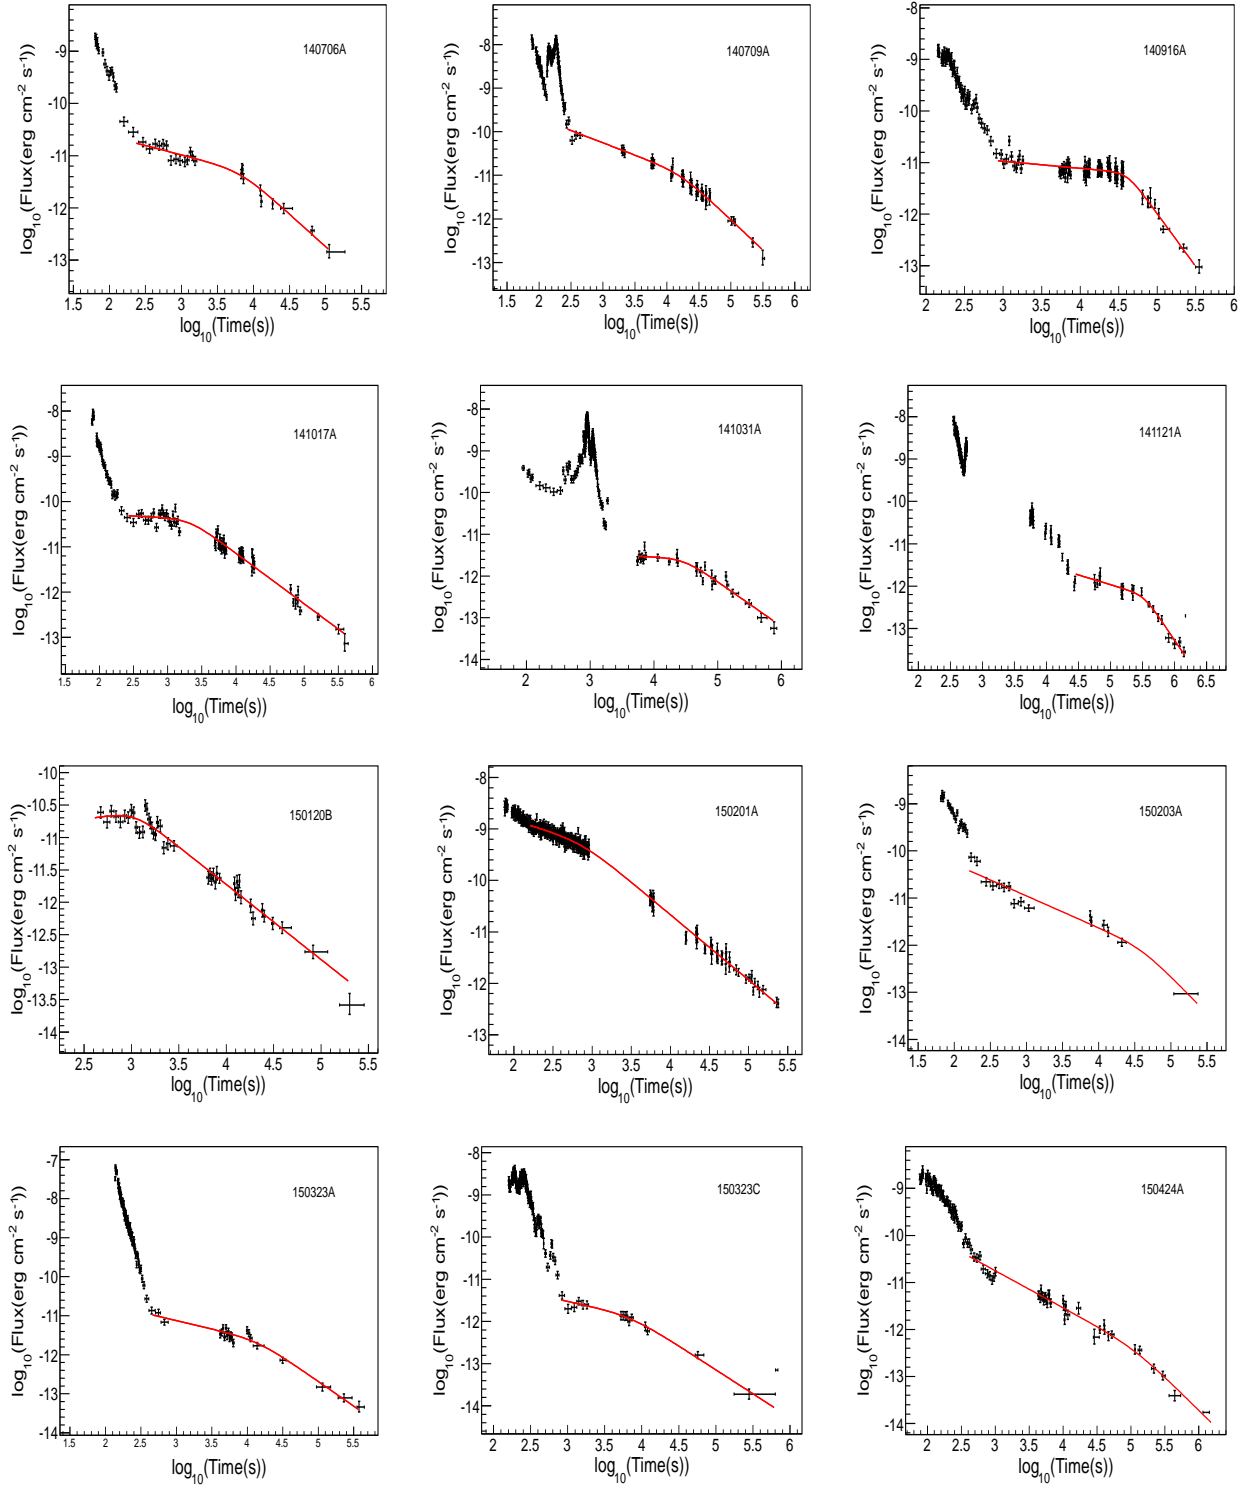 140706A
-9
-10
-11
-12
-13
1.5 2 2.5 3 3.5 4 4.5 5 5.5
log10(Time(s))
log10(Flux(erg cm-2 s-1))
140709A
-8
-9
-10
-11
-12
-13
1.5 2 2.5 3 3.5 4 4.5 5 5.5 6
log10(Time(s))
log10(Flux(erg cm-2 s-1))
140916A
-8
-9
-10
-11
-12
-13
2 2.5 3 3.5 4 4.5 5 5.5 6
log10(Time(s))
log10(Flux(erg cm-2 s-1))
141017A
-8
-9
-10
-11
-12
-13
1.5 2 2.5 3 3.5 4 4.5 5 5.5 6
log10(Time(s))
log10(Flux(erg cm-2 s-1))
141031A
-8
-9
-10
-11
-12
-13
-14
2 3 4 5 6
log10(Time(s))
log10(Flux(erg cm-2 s-1))
141121A
-8
-9
-10
-11
-12
-13
2 2.5 3 3.5 4 4.5 5 5.5 6 6.5
log10(Time(s))
log10(Flux(erg cm-2 s-1))
150120B
-10
-10.5
-11
-11.5
-12
-12.5
-13
-13.5
-14
2.5 3 3.5 4 4.5 5 5.5
log10(Time(s))
log10(Flux(erg cm-2 s-1))
150201A
-8
-9
-10
-11
-12
-13
2 2.5 3 3.5 4 4.5 5 5.5
log10(Time(s))
log10(Flux(erg cm-2 s-1))
150203A
-9
-10
-11
-12
-13
-14
1.5 2 2.5 3 3.5 4 4.5 5 5.5
log10(Time(s))
log10(Flux(erg cm-2 s-1))
150323A
-7
-8
-9
-10
-11
-12
-13
-14
1.5 2 2.5 3 3.5 4 4.5 5 5.5
log10(Time(s))
log10(Flux(erg cm-2 s-1))
150323C
-8
-9
-10
-11
-12
-13
-14
2 2.5 3 3.5 4 4.5 5 5.5 6
log10(Time(s))
log10(Flux(erg cm-2 s-1))
150424A
-9
-10
-11
-12
-13
-14
2 2.5 3 3.5 4 4.5 5 5.5 6
log10(Time(s))
log10(Flux(erg cm-2 s-1))